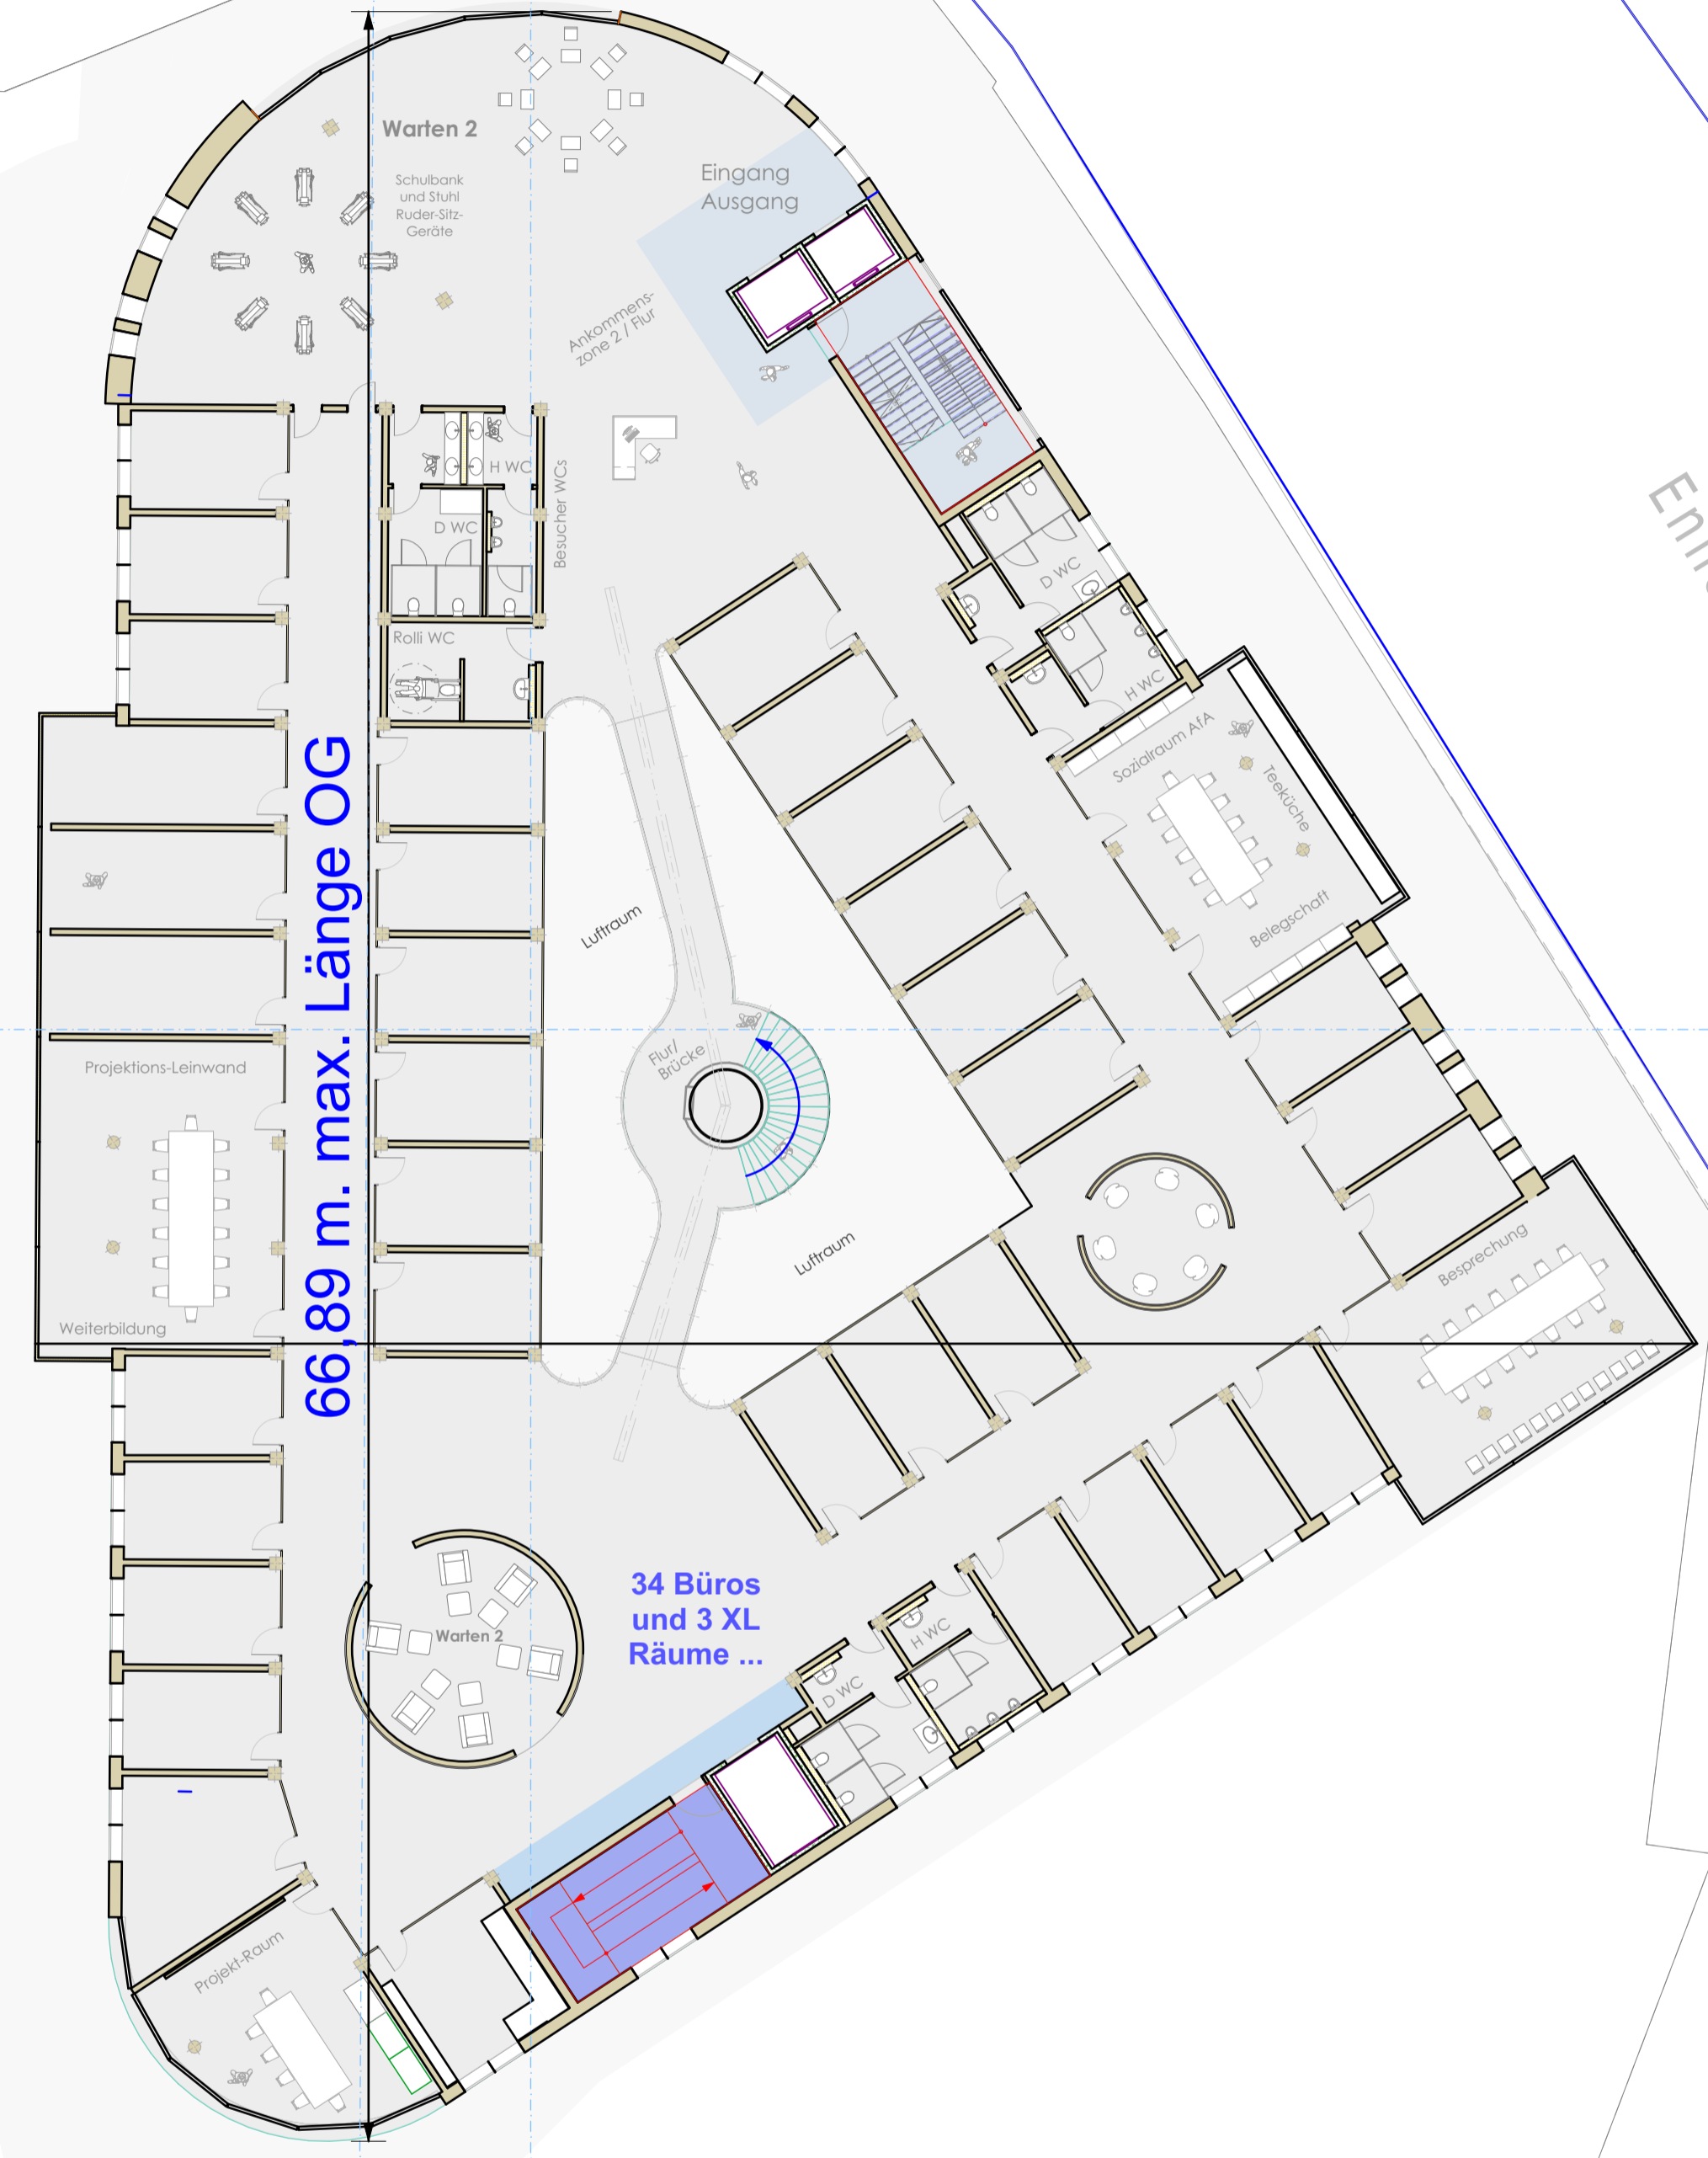 Warten 2
Schulbank
und Stuhl
Ruder-Sitz-
Geräte
Eingang
Ausgang
Ankommens-
zone 2 / Flur
H WC
D WC
Besucher WCs
Rolli WC
D WC
H WC
Sozialraum AfA
Teeküche
Belegschaft
66,89 m. max. Länge OG
Luftraum
Flur/
Brücke
Projektions-Leinwand
Weiterbildung
Luftraum
Besprechung
34 Büros
und 3 XL
Räume ...
Warten 2
H WC
D WC
Projekt-Raum